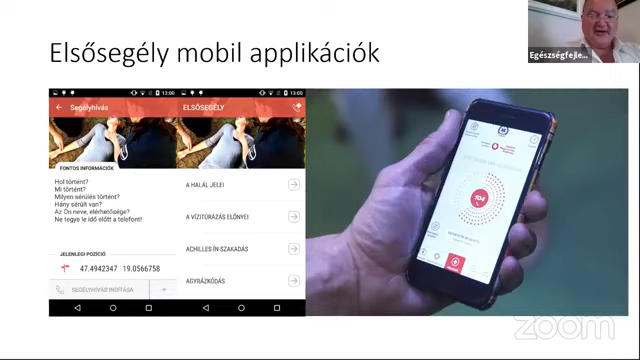 Elsősegély mobil applikációk
Egészségfejle...
13:00
Segélyhívás
FONTOS INFORMÁCIÓK
Hol történt?
Mi történt?
Milyen sérülés történt?
Hány sérült van?
Az Ön neve, elérhetősége?
Ne tegye le idő előtt a telefont!
JELENLEGI POZÍCIÓ
47.4942347 19.0566758
SEGÉLYHÍVÁS INDÍTÁSA
13:00
ELSŐSEGÉLY
A HALÁL JELEI
A VÍZITÚRÁZÁS ELŐNYEI
ACHILLES-ÍN-SZAKADÁS
AGYRÁZKÓDÁS
104
zoom